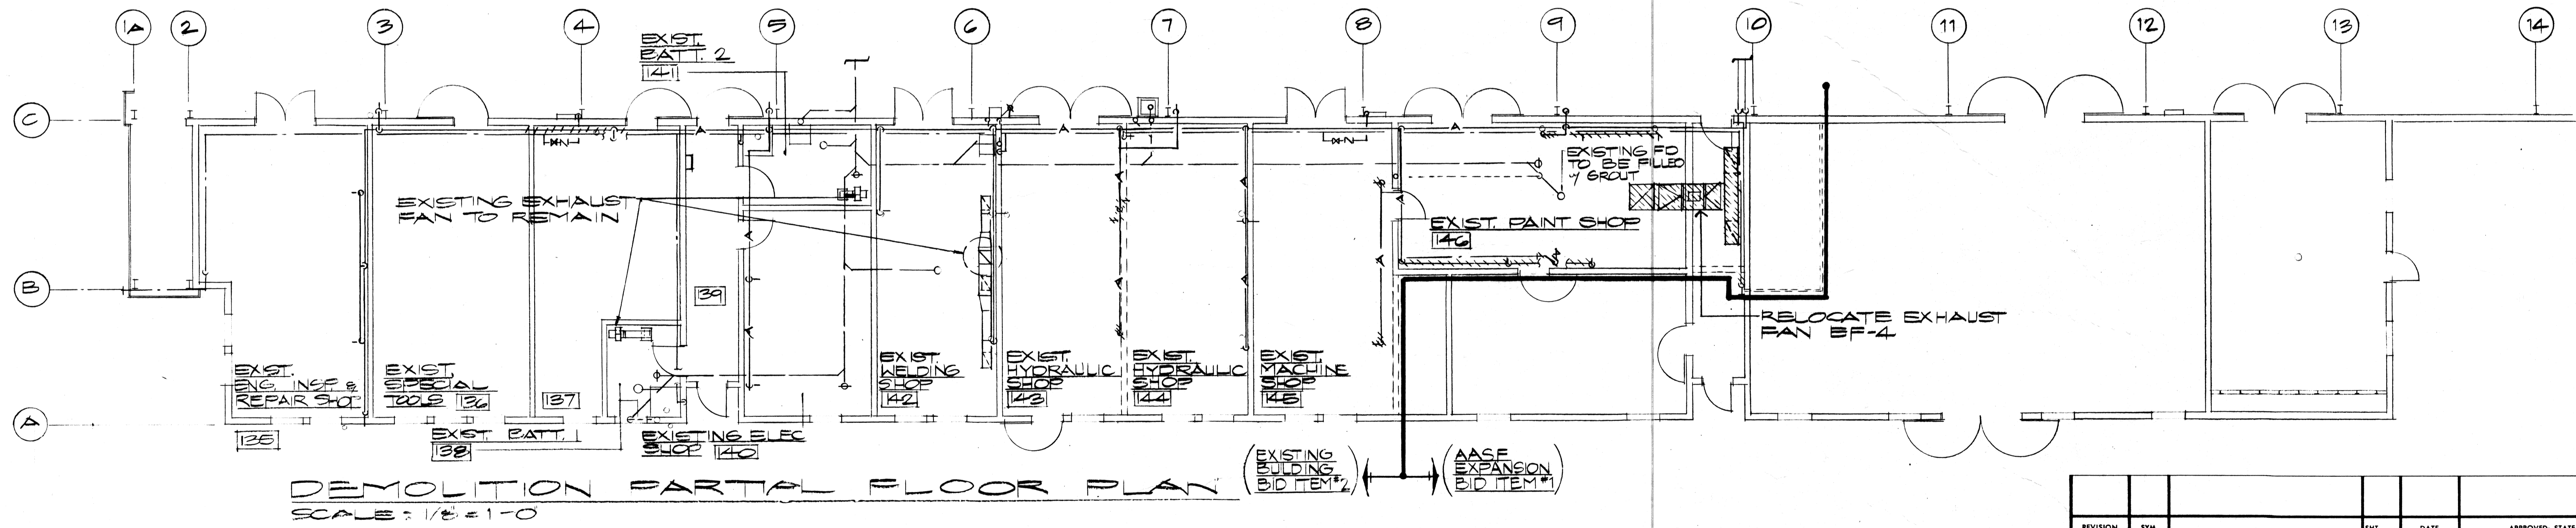 1A 2 3 4 5 6 7 8 9 10 11 12 13 14
EXIST.
BATT. 2
141
C
B
A
EXISTING EXHAUST
FAN TO REMAIN
EXISTING FD
TO BE FILLED
W/ GROUT
EXIST. PAINT SHOP
146
139
RELOCATE EXHAUST
FAN EF-4
EXIST.
ENG. INSP &
REPAIR SHOP
135
EXIST.
SPECIAL
TOOLS 136
137
EXIST. BATT. 1
138
EXISTING ELEC
SHOP 140
EXIST.
WELDING
SHOP
142
EXIST.
HYDRAULIC
SHOP
143
EXIST.
HYDRAULIC
SHOP
144
EXIST.
MACHINE
SHOP
145
EXISTING
BULDING
BID ITEM #2
AASF
EXPANSION
BID ITEM #1
DEMOLITION PARTIAL FLOOR PLAN
SCALE: 1/8 = 1-0
REVISION SYM SHT DATE APPROVED: STATE